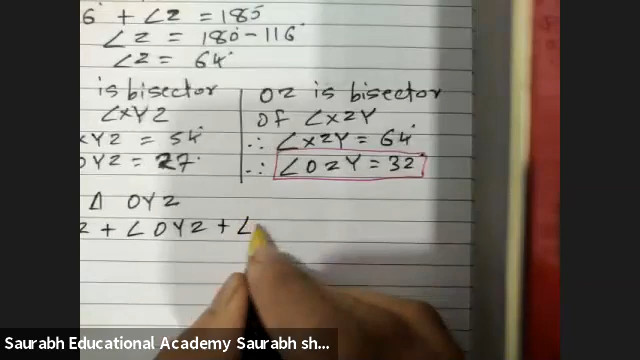 6° + ∠Z = 185
∠Z = 180 - 116°
∠Z = 64°
is bisector
∠XYZ
XYZ = 54°
OYZ = 27°
OZ is bisector
of ∠XZY
∴ ∠XZY = 64°
∴ ∠OZY = 32
Δ OYZ
Z + ∠OYZ + ∠
Saurabh Educational Academy Saurabh sh...